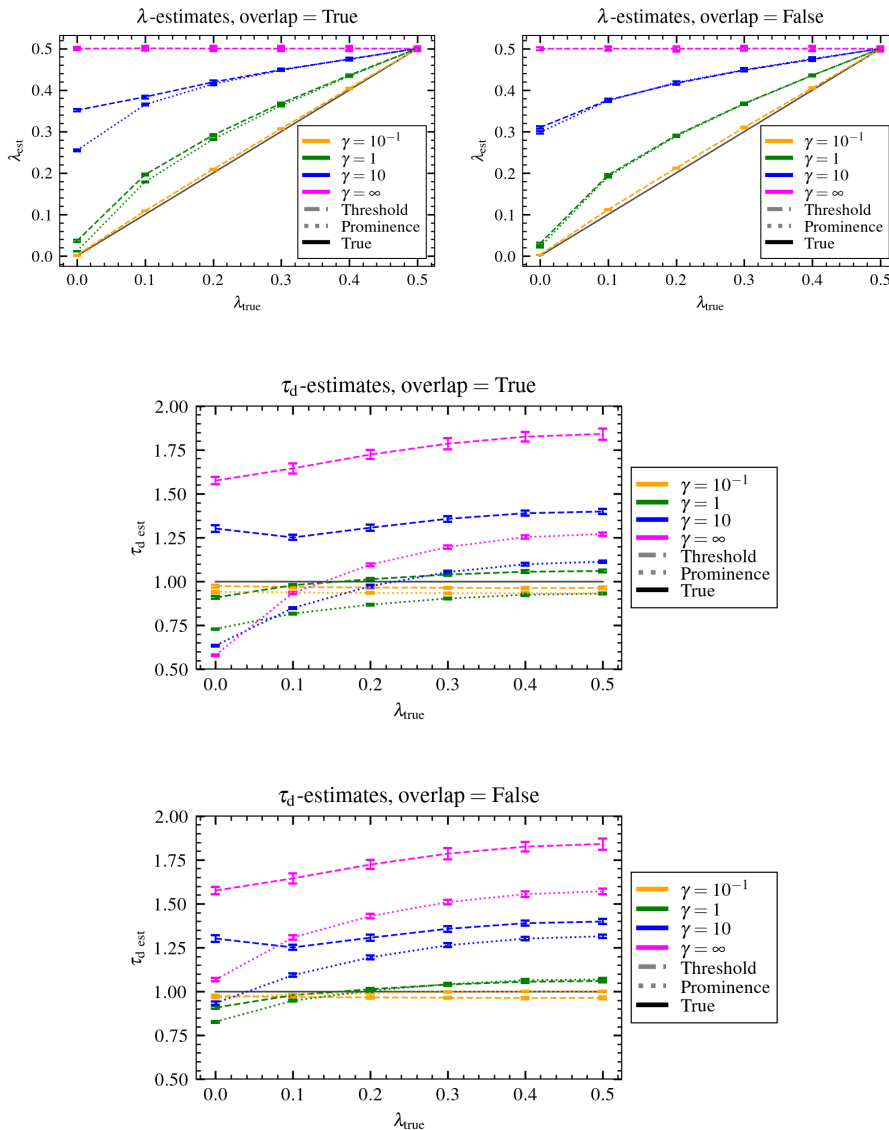 λ-estimates, overlap = True
0.5
0.4
0.3
0.2
0.1
0.0
λest
γ = 10⁻¹
γ = 1
γ = 10
γ = ∞
Threshold
Prominence
True
0.0 0.1 0.2 0.3 0.4 0.5
λtrue
λ-estimates, overlap = False
0.5
0.4
0.3
0.2
0.1
0.0
λest
γ = 10⁻¹
γ = 1
γ = 10
γ = ∞
Threshold
Prominence
True
0.0 0.1 0.2 0.3 0.4 0.5
λtrue
τd-estimates, overlap = True
2.00
1.75
1.50
1.25
1.00
0.75
0.50
τd est
0.0 0.1 0.2 0.3 0.4 0.5
λtrue
γ = 10⁻¹
γ = 1
γ = 10
γ = ∞
Threshold
Prominence
True
τd-estimates, overlap = False
2.00
1.75
1.50
1.25
1.00
0.75
0.50
τd est
0.0 0.1 0.2 0.3 0.4 0.5
λtrue
γ = 10⁻¹
γ = 1
γ = 10
γ = ∞
Threshold
Prominence
True